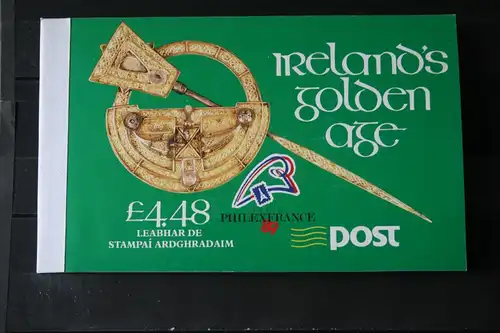 Ireland's
golden
age
£4.48
LEABHAR DE
STAMPAÍ ARDGHRADAIM
PHILEXFRANCE
89
post